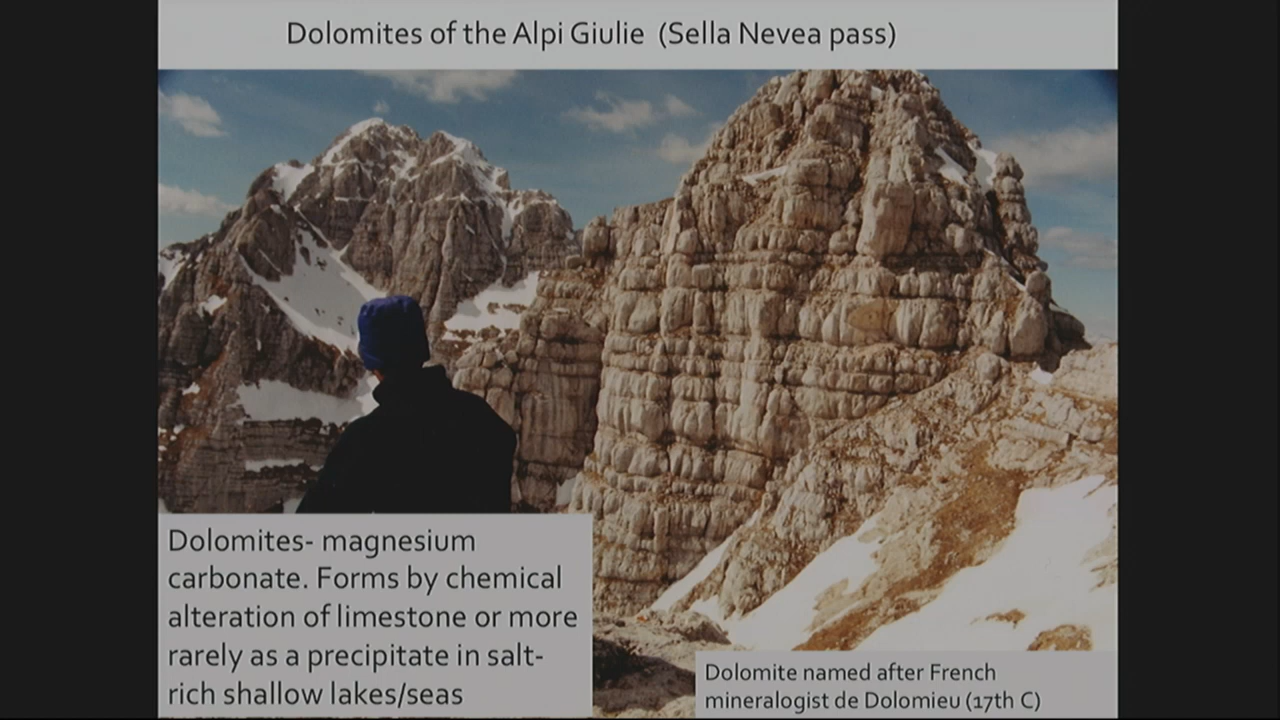 Dolomites of the Alpi Giulie (Sella Nevea pass)
Dolomites- magnesium
carbonate. Forms by chemical
alteration of limestone or more
rarely as a precipitate in salt-
rich shallow lakes/seas
Dolomite named after French
mineralogist de Dolomieu (17th C)